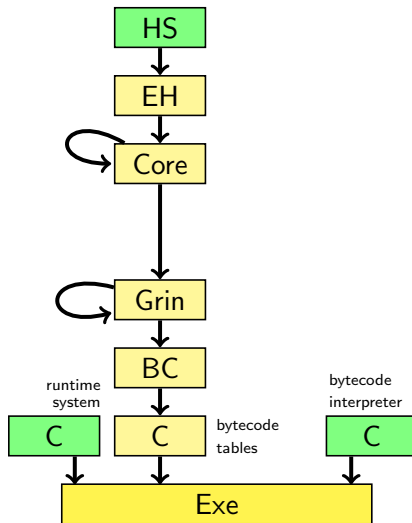 HS
EH
Core
Grin
BC
runtime
system
bytecode
interpreter
C
C
bytecode
tables
C
Exe